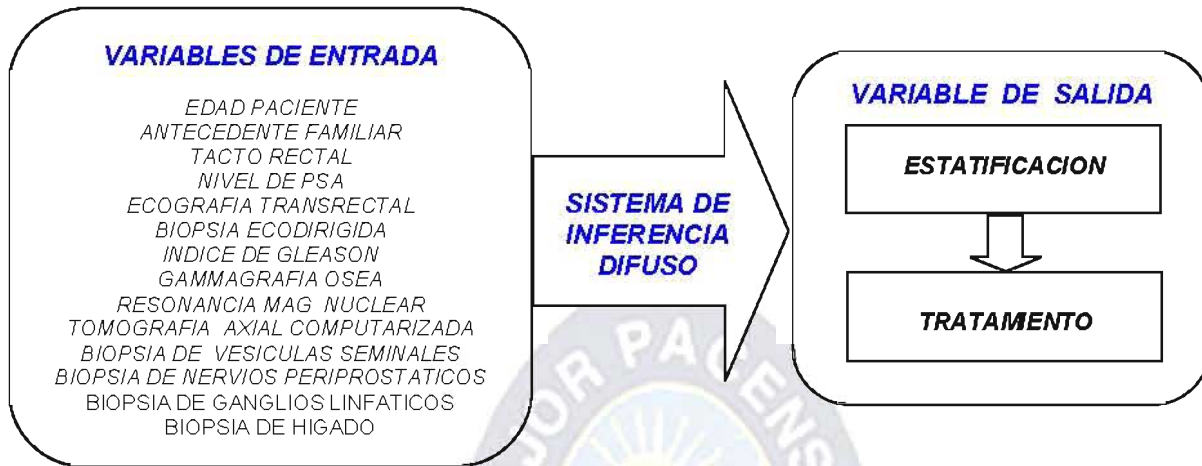 VARIABLES DE ENTRADA
EDAD PACIENTE
ANTECEDENTE FAMILIAR
TACTO RECTAL
NIVEL DE PSA
ECOGRAFIA TRANSRECTAL
BIOPSIA ECODIRIGIDA
INDICE DE GLEASON
GAMMAGRAFIA OSEA
RESONANCIA MAG NUCLEAR
TOMOGRAFIA AXIAL COMPUTARIZADA
BIOPSIA DE VESICULAS SEMINALES
BIOPSIA DE NERVIOS PERIPROSTATICOS
BIOPSIA DE GANGLIOS LINFATICOS
BIOPSIA DE HIGADO
SISTEMA DE
INFERENCIA
DIFUSO
VARIABLE DE SALIDA
ESTATIFICACION
TRATAMIENTO